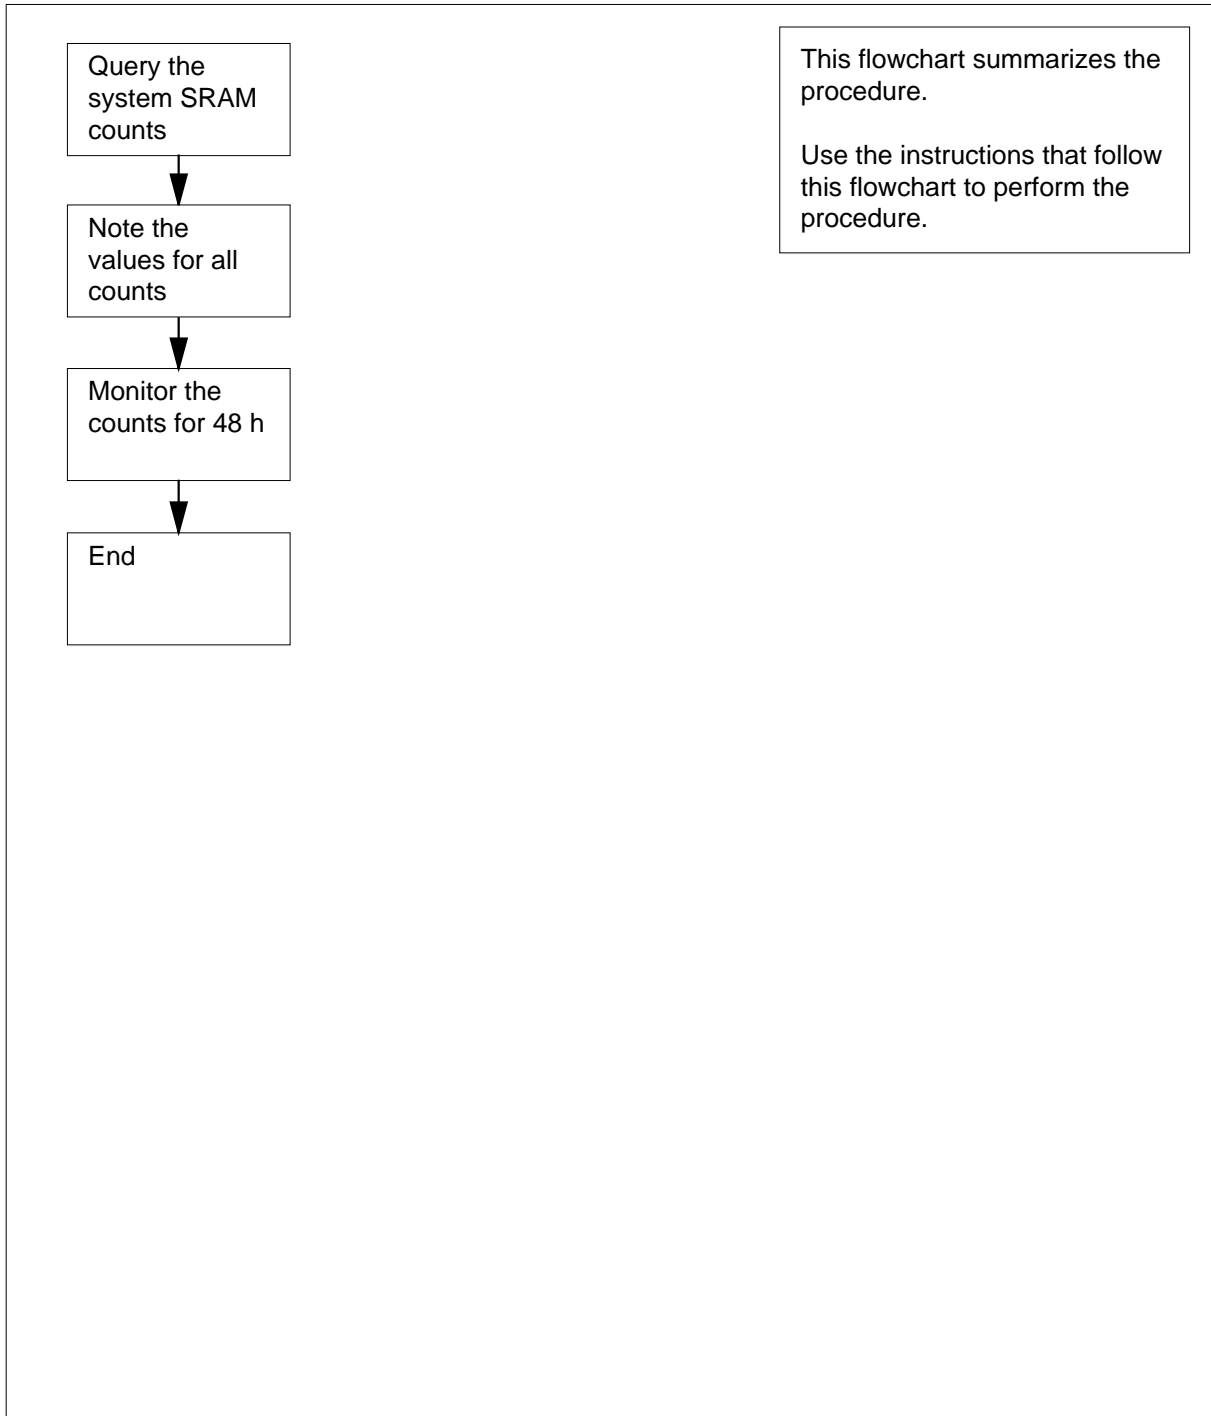 Query the
system SRAM
counts
Note the
values for all
counts
Monitor the
counts for 48 h
End
This flowchart summarizes the
procedure.
Use the instructions that follow
this flowchart to perform the
procedure.